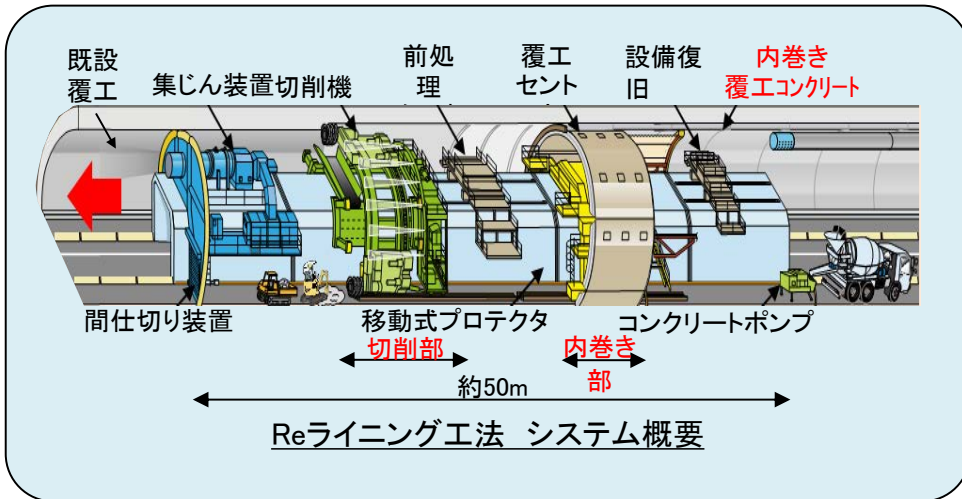 既設
覆工
集じん装置
切削機
前処
理
覆工
セント
設備復
旧
内巻き
覆工コンクリート
間仕切り装置
移動式プロテクタ
コンクリートポンプ
切削部
内巻き
部
約50m
Reライニング工法 システム概要